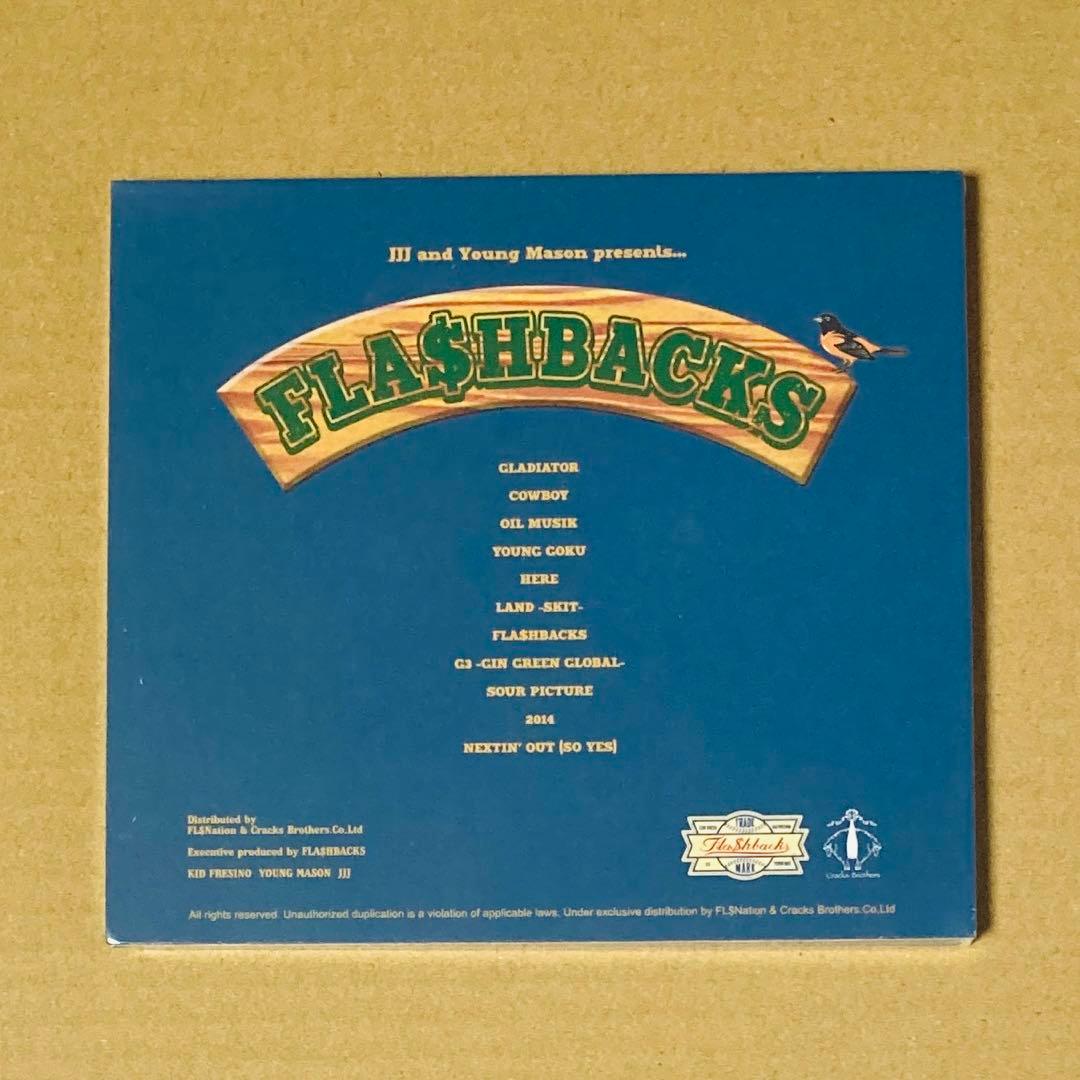 JJJ and Young Mason presents...
FLA$HBACKS
GLADIATOR
COWBOY
OIL MUSIK
YOUNG GOKU
HERE
LAND -SKIT-
FLA$HBACKS
G3 -GIN GREEN GLOBAL-
SOUR PICTURE
2014
NEXTIN' OUT (SO YES)
Distributed by
FL$Nation & Cracks Brothers.Co.Ltd
Executive produced by FLA$HBACKS
KID FRESINO YOUNG MASON JJJ
TRADE
Fla$hbacks
MARK
Cracks Brothers
All rights reserved. Unauthorized duplication is a violation of applicable laws. Under exclusive distribution by FL$Nation & Cracks Brothers.Co,Ltd